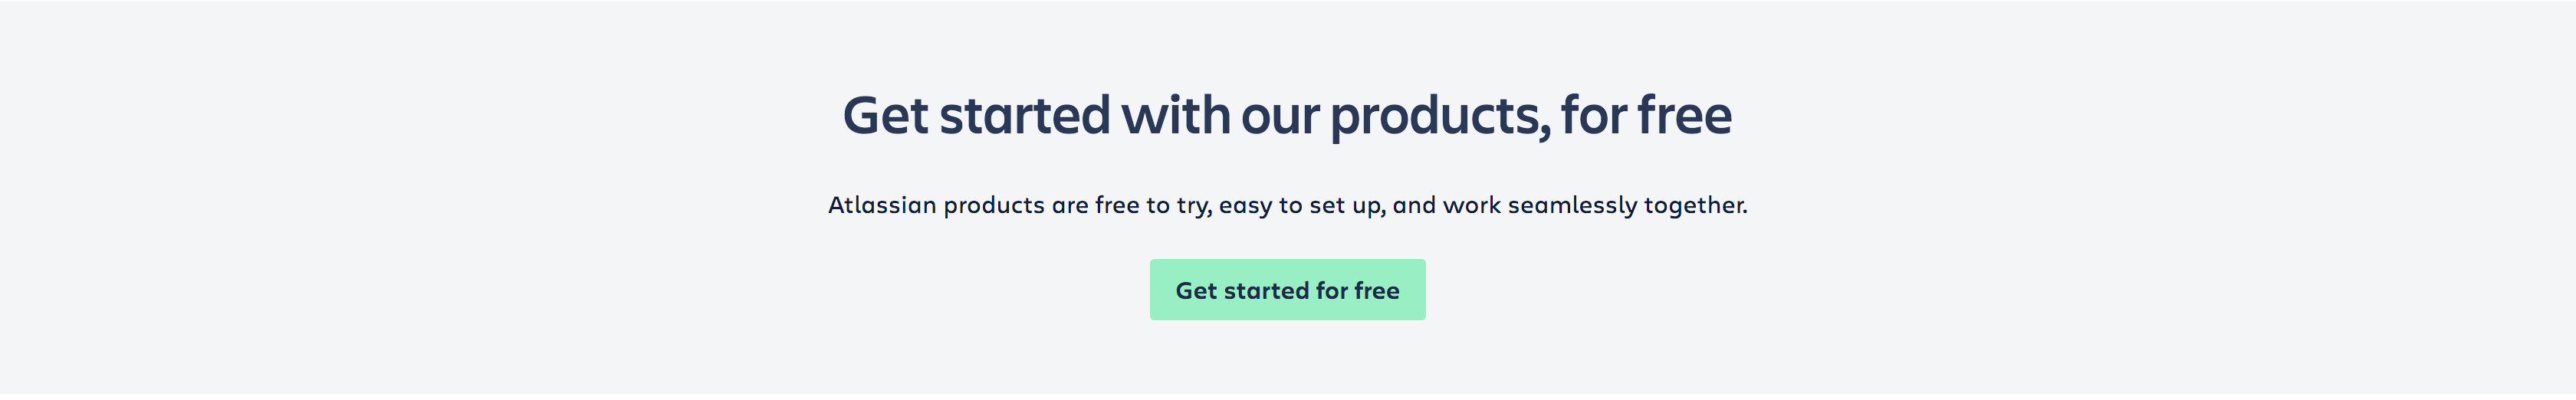 Get started with our products, for free
Atlassian products are free to try, easy to set up, and work seamlessly together.
Get started for free